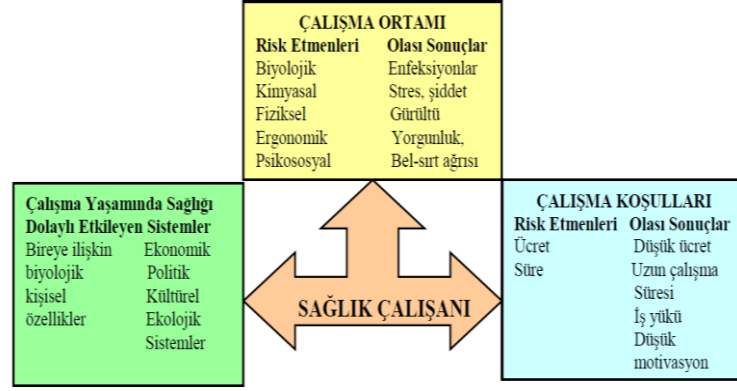 ÇALIŞMA ORTAMI
Risk Etmenleri Olası Sonuçlar
Biyolojik Enfeksiyonlar
Kimyasal Stres, şiddet
Fiziksel Gürültü
Ergonomik Yorgunluk,
Psikososyal Bel-sırt ağrısı
Çalışma Yaşamında Sağlığı
Dolaylı Etkileyen Sistemler
Bireye ilişkin Ekonomik
biyolojik Politik
kişisel Kültürel
özellikler Ekolojik
Sistemler
SAĞLIK ÇALIŞANI
ÇALIŞMA KOŞULLARI
Risk Etmenleri Olası Sonuçlar
Ücret Düşük ücret
Süre Uzun çalışma
Süresi
İş yükü
Düşük
motivasyon